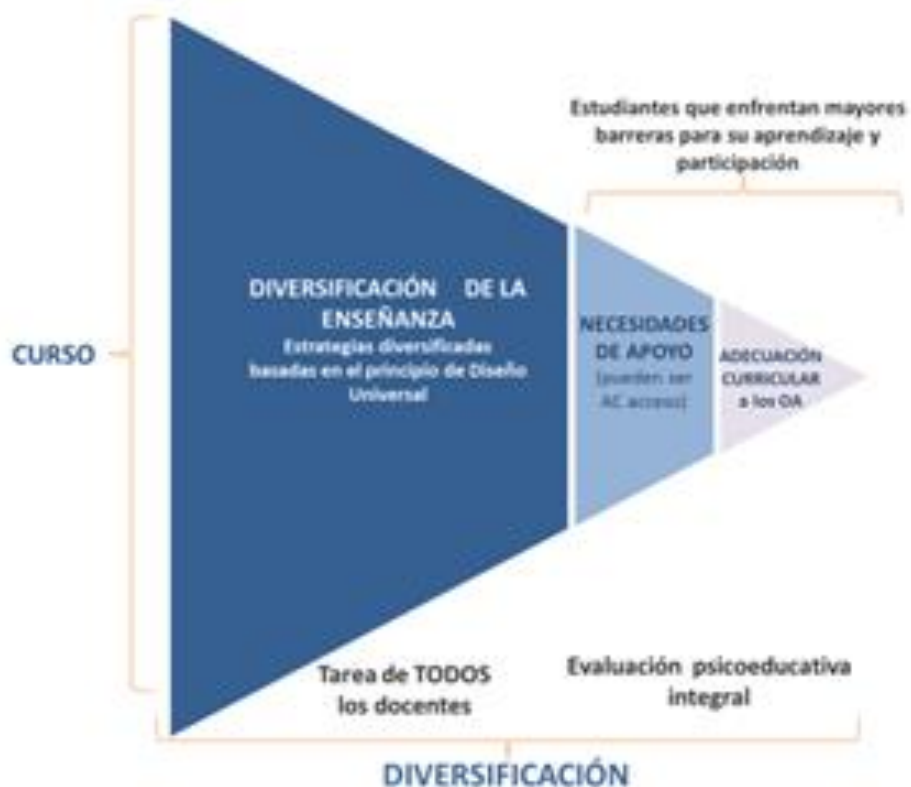 Estudiantes que enfrentan mayores
barreras para su aprendizaje y
participación
DIVERSIFICACIÓN DE LA
ENSEÑANZA
Estrategias diversificadas
basadas en el principio de Diseño
Universal
CURSO
NECESIDADES
DE APOYO
(pueden ser
AC acceso)
ADECUACIÓN
CURRICULAR
a los OA
Tarea de TODOS
los docentes
Evaluación psicoeducativa
integral
DIVERSIFICACIÓN